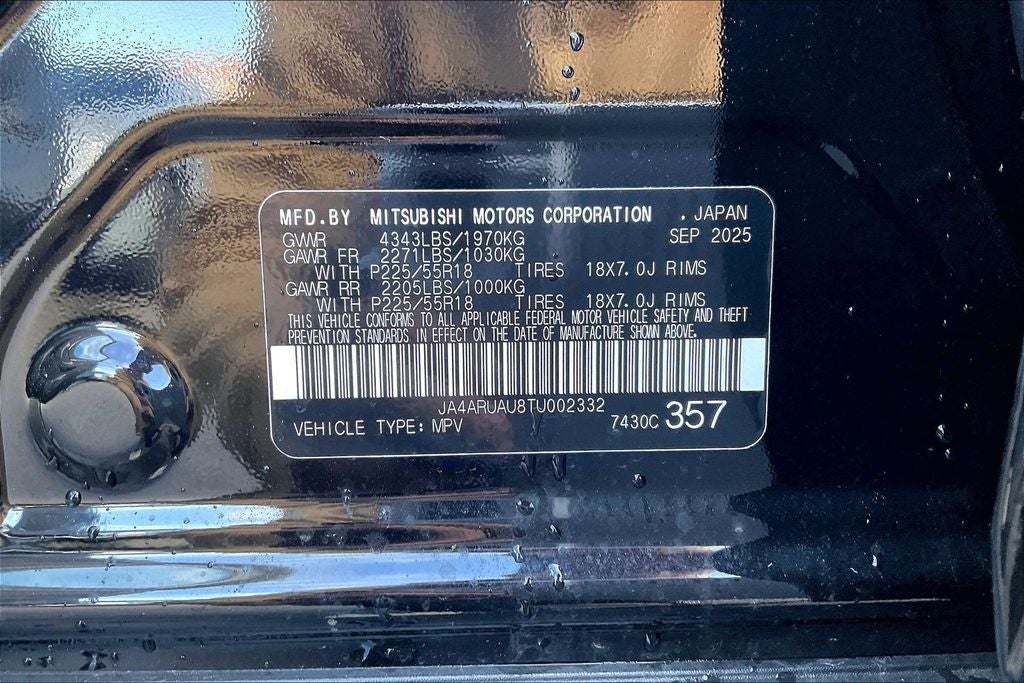 MFD.BY MITSUBISHI MOTORS CORPORATION . JAPAN
GWWR 4343LBS/1970KG SEP 2025
GAWR FR 2271LBS/1030KG
WITH P225/55R18 TIRES 18X7.0J RIMS
GAWR RR 2205LBS/1000KG
WITH P225/55R18 TIRES 18X7.0J RIMS
THIS VEHICLE CONFORMS TO ALL APPLICABLE FEDERAL MOTOR VEHICLE SAFETY AND THEFT
PREVENTION STANDARDS IN EFFECT ON THE DATE OF MANUFACTURE SHOWN ABOVE.
JA4ARUAU8TU002332
VEHICLE TYPE: MPV 7430C 357